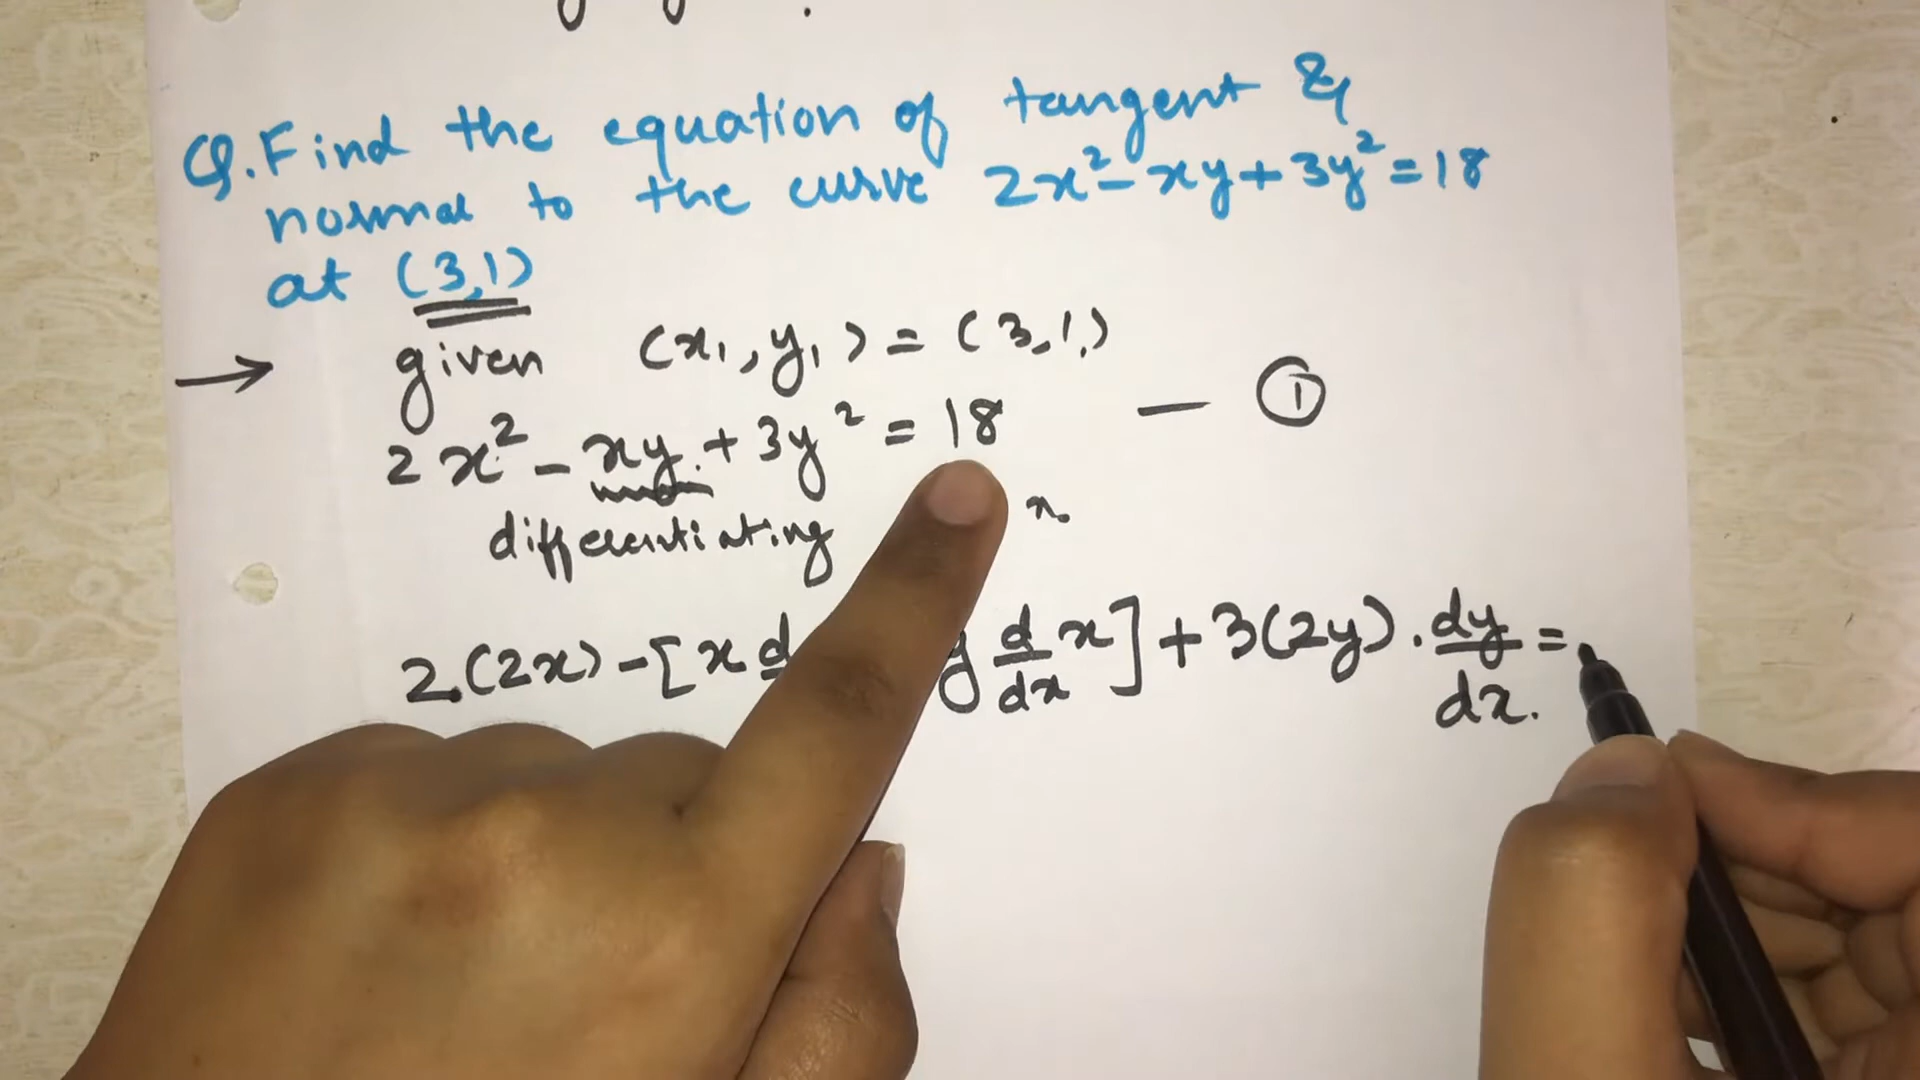 Q. Find the equation of tangent &
normal to the curve 2x² - xy + 3y² = 18
at (3,1)
→ given (x₁, y₁) = (3, 1)
2x² - xy + 3y² = 18 — ①
differentiating x
2(2x) - [x d y d/dx x] + 3(2y) . dy/dx =